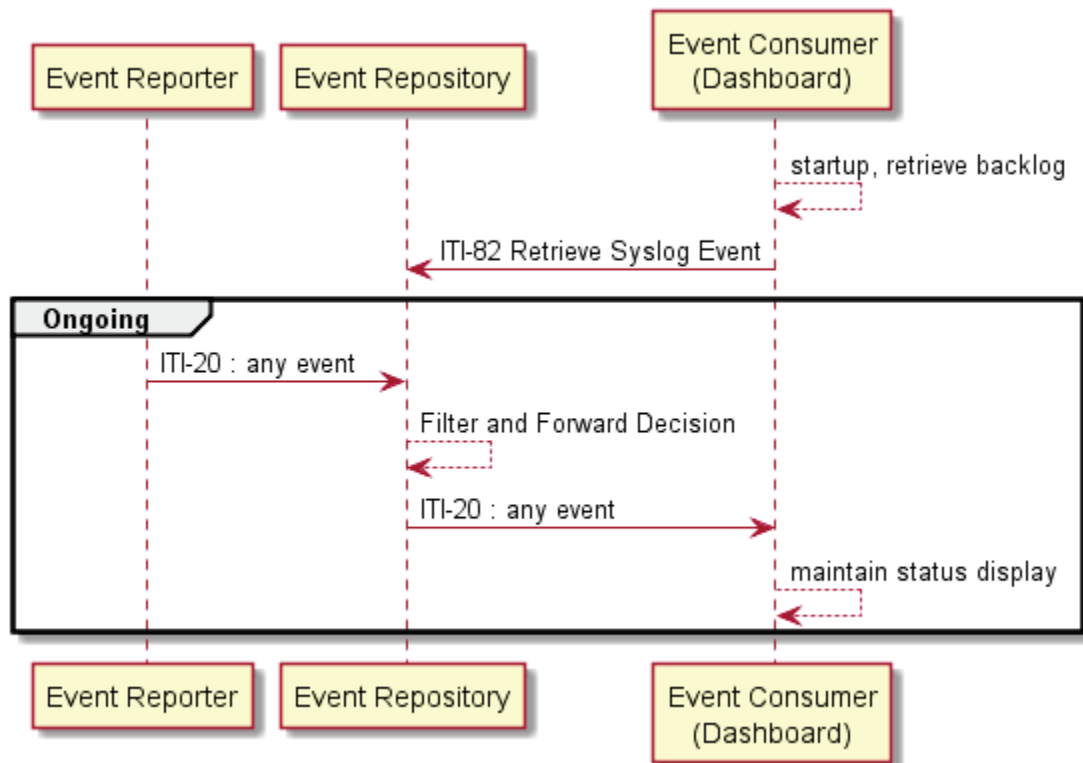 Event Reporter
Event Repository
Event Consumer
(Dashboard)
startup, retrieve backlog
ITI-82 Retrieve Syslog Event
Ongoing
ITI-20 : any event
Filter and Forward Decision
ITI-20 : any event
maintain status display
Event Reporter
Event Repository
Event Consumer
(Dashboard)